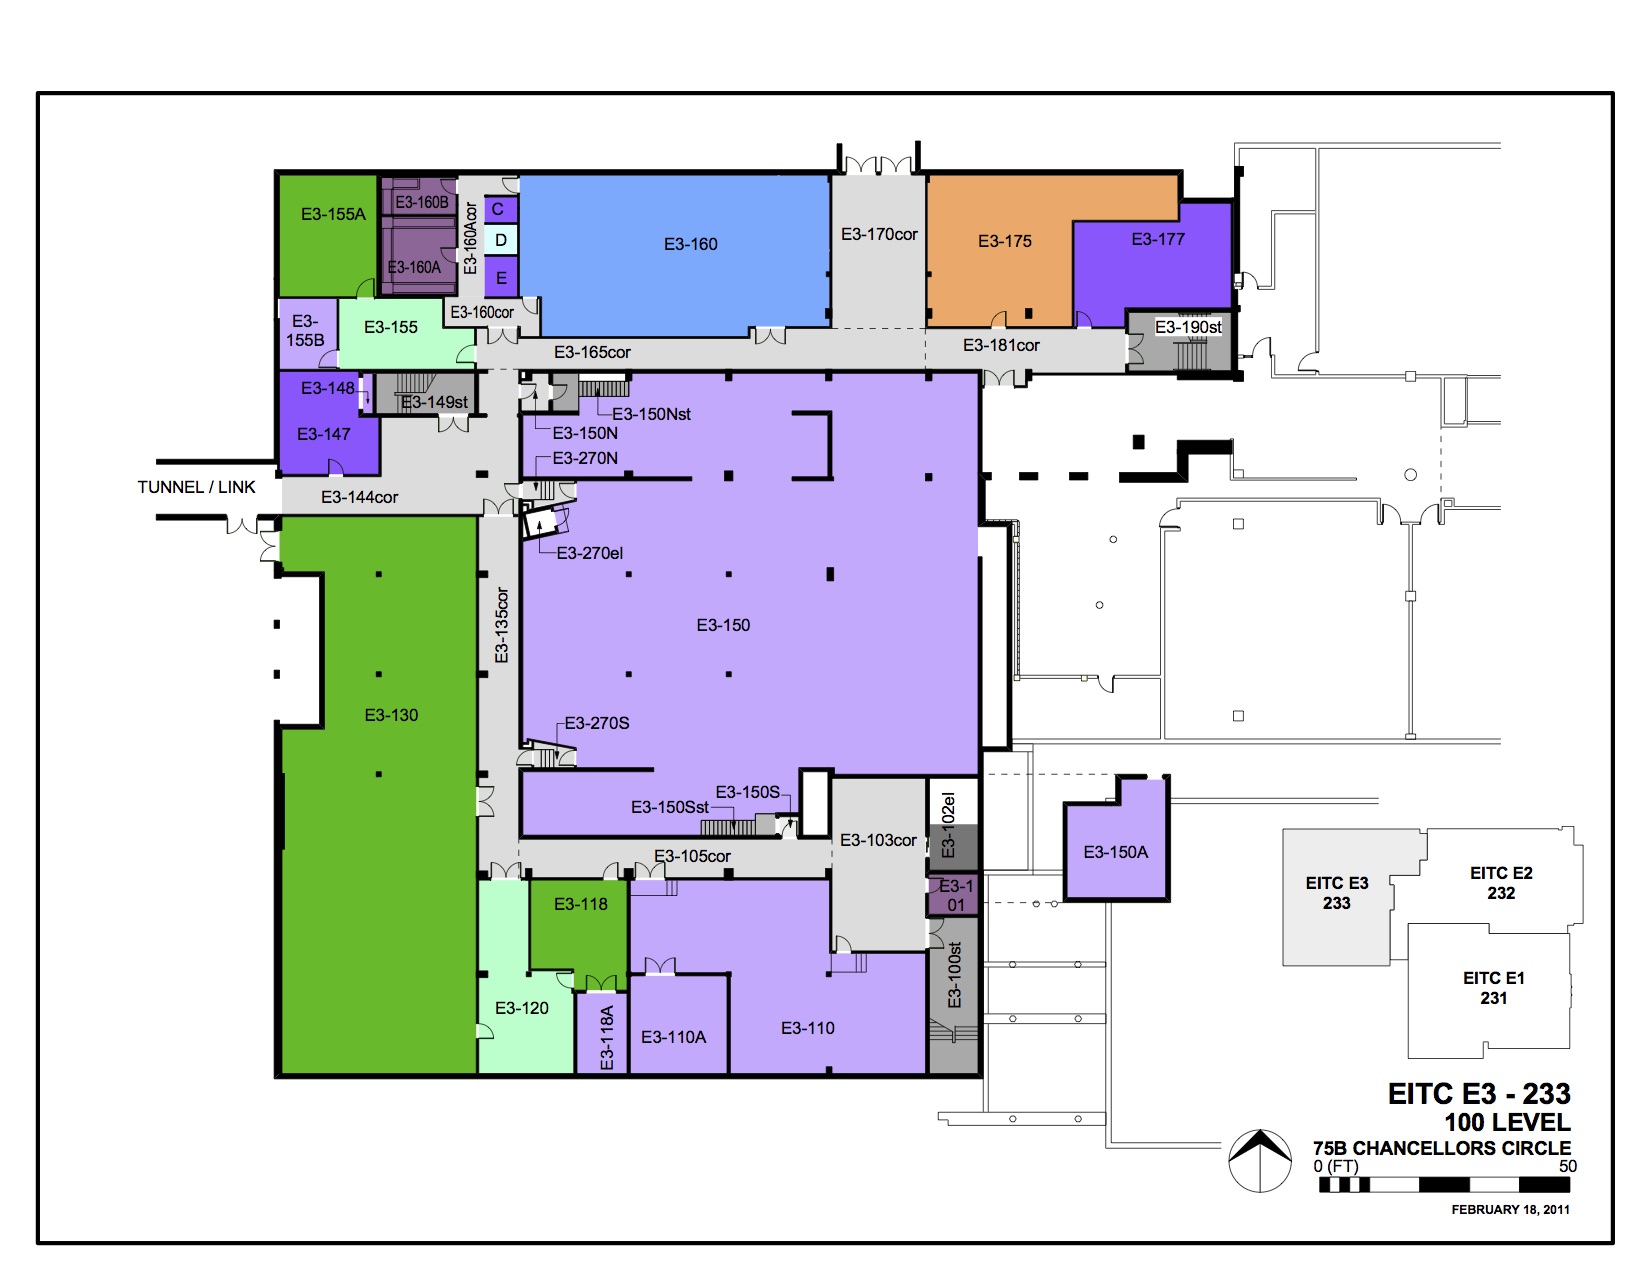 E3-155A
E3-160B
E3-160Acor
C
D
E
E3-160A
E3-160
E3-170cor
E3-175
E3-177
E3-160cor
E3-
155B
E3-155
E3-165cor
E3-181cor
E3-190st
E3-148
E3-149st
E3-147
E3-150Nst
E3-150N
E3-270N
TUNNEL / LINK
E3-144cor
E3-270el
E3-135cor
E3-150
E3-130
E3-270S
E3-150S
E3-150Sst
E3-102el
E3-103cor
E3-105cor
E3-150A
E3-1
01
E3-118
E3-100st
E3-120
E3-118A
E3-110A
E3-110
EITC E3
233
EITC E2
232
EITC E1
231
EITC E3 - 233
100 LEVEL
75B CHANCELLORS CIRCLE
0 (FT) 50
FEBRUARY 18, 2011